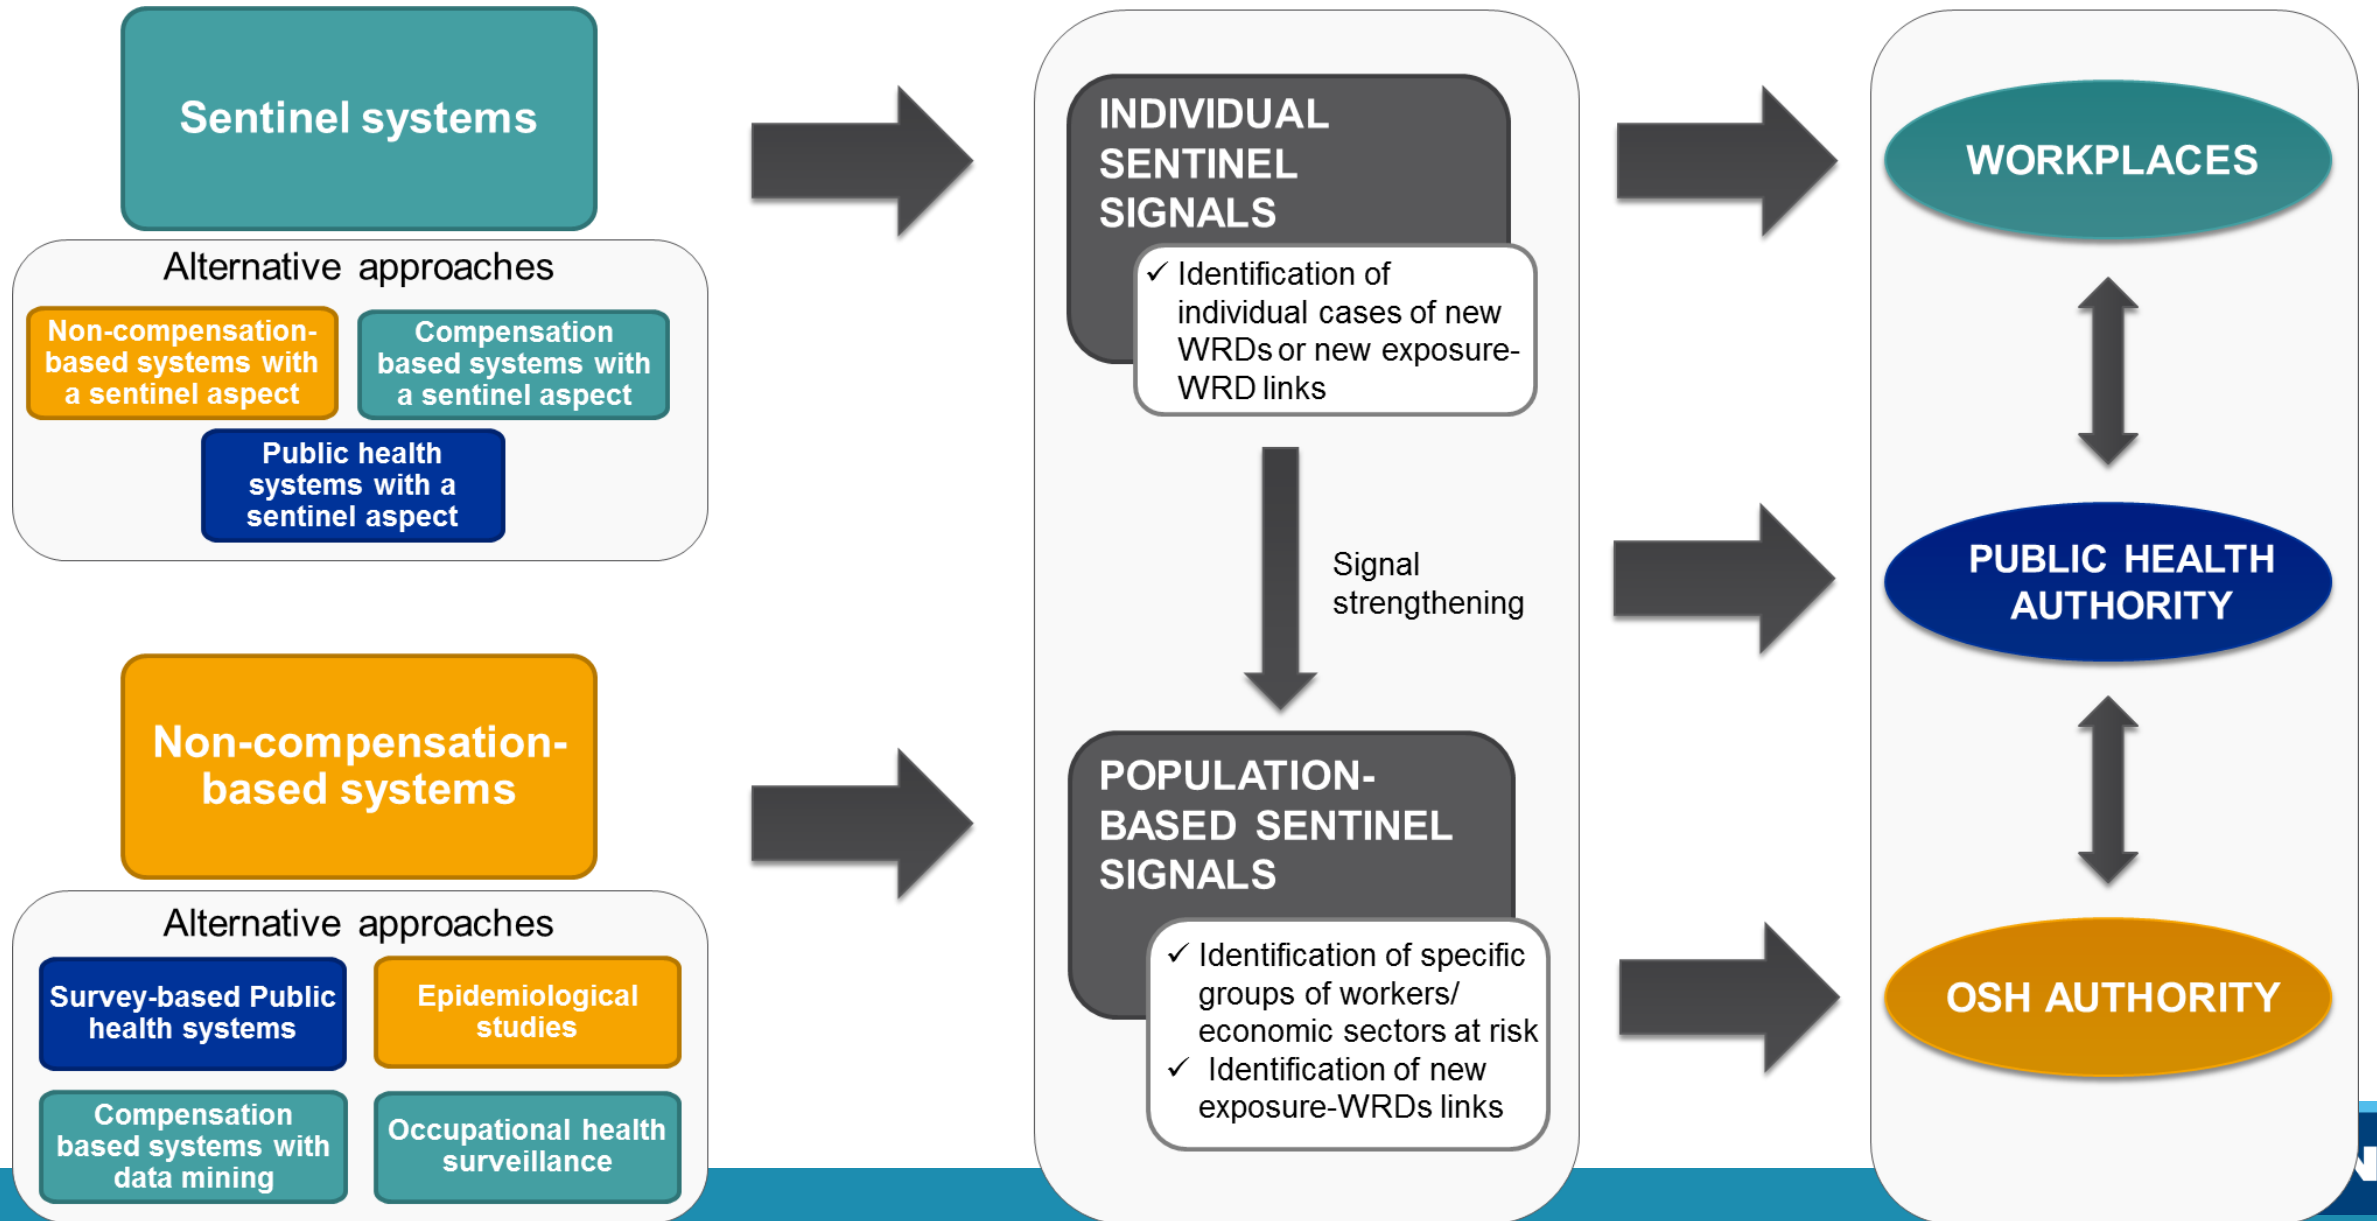 Sentinel systems
Alternative approaches
Non-compensation-
based systems with
a sentinel aspect
Compensation
based systems with
a sentinel aspect
Public health
systems with a
sentinel aspect
Non-compensation-
based systems
Alternative approaches
Survey-based Public
health systems
Epidemiological
studies
Compensation
based systems with
data mining
Occupational health
surveillance
INDIVIDUAL
SENTINEL
SIGNALS
✓ Identification of
individual cases of new
WRDs or new exposure-
WRD links
Signal
strengthening
POPULATION-
BASED SENTINEL
SIGNALS
✓ Identification of specific
groups of workers/
economic sectors at risk
✓ Identification of new
exposure-WRDs links
WORKPLACES
PUBLIC HEALTH
AUTHORITY
OSH AUTHORITY